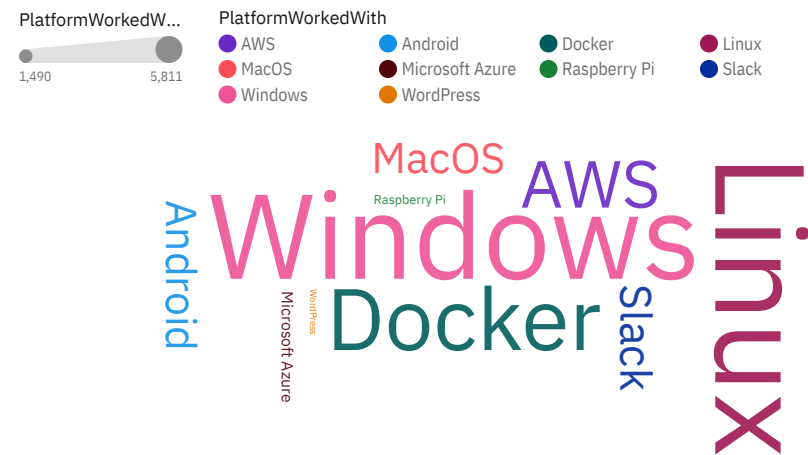 PlatformWorkedW...
1,490 5,811
PlatformWorkedWith
AWS Android Docker Linux
MacOS Microsoft Azure Raspberry Pi Slack
Windows WordPress
MacOS
AWS
Raspberry Pi
Windows
Android
Linux
Docker
Slack
Microsoft Azure
WordPress